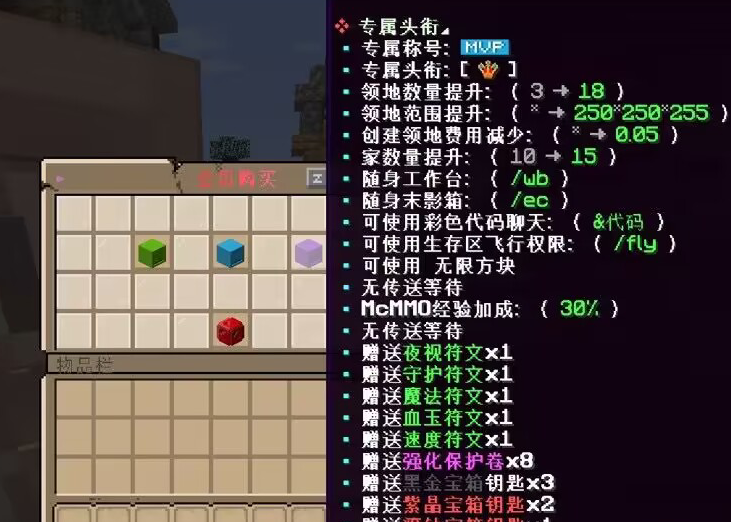 专属头衔
专属称号: MVP
专属头衔: [ ]
领地数量提升: ( 3 → 18 )
领地范围提升: ( * → 250*250*255 )
创建领地费用减少: ( * → 0.05 )
家数量提升: ( 10 → 15 )
随身工作台: ( /wb )
随身末影箱: ( /ec )
可使用彩色代码聊天: ( &代码 )
可使用生存区飞行权限: ( /fly )
可使用 无限方块
无传送等待
McMMO经验加成: ( 30% )
无传送等待
赠送夜视符文x1
赠送守护符文x1
赠送魔法符文x1
赠送血玉符文x1
赠送速度符文x1
赠送强化保护卷x8
赠送黑金宝箱钥匙x3
赠送紫晶宝箱钥匙x2
会员购买
物品栏